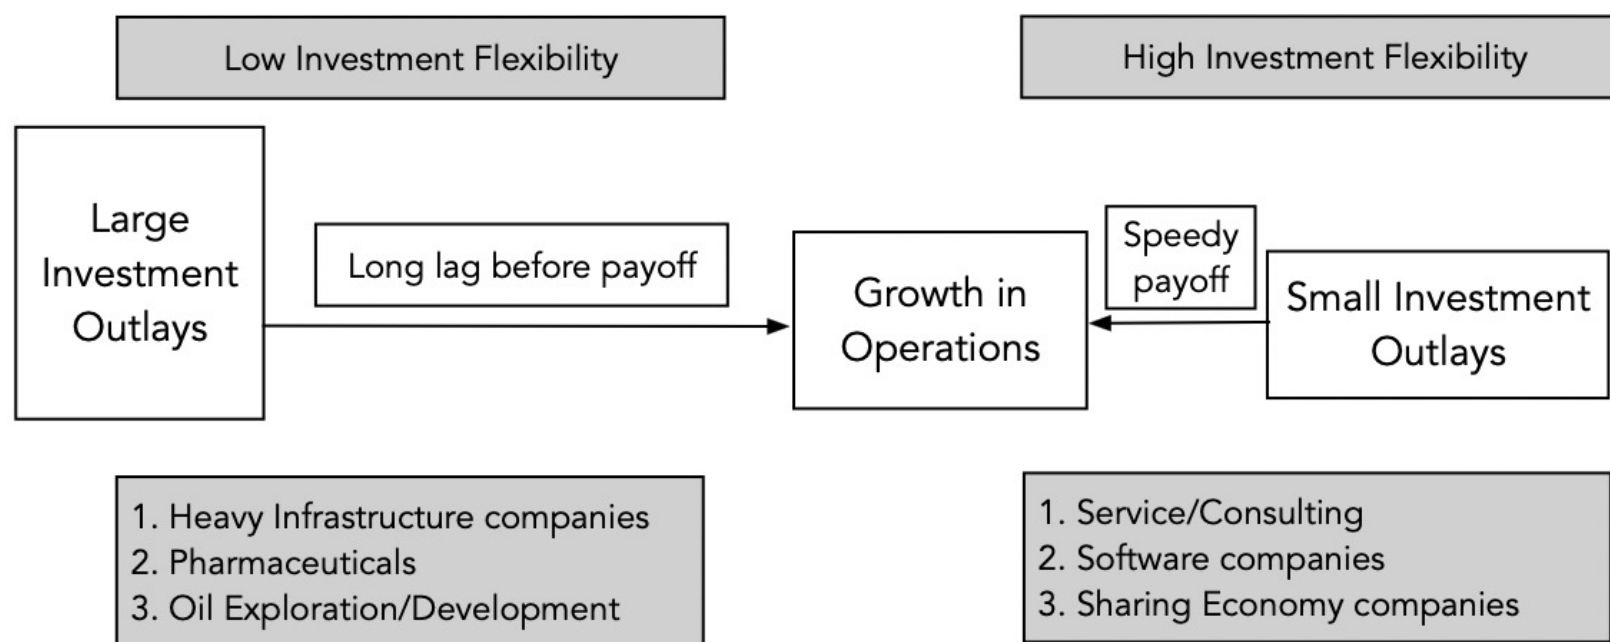 Low Investment Flexibility
High Investment Flexibility
Large
Investment
Outlays
Long lag before payoff
Growth in
Operations
Speedy
payoff
Small Investment
Outlays
1. Heavy Infrastructure companies
2. Pharmaceuticals
3. Oil Exploration/Development
1. Service/Consulting
2. Software companies
3. Sharing Economy companies